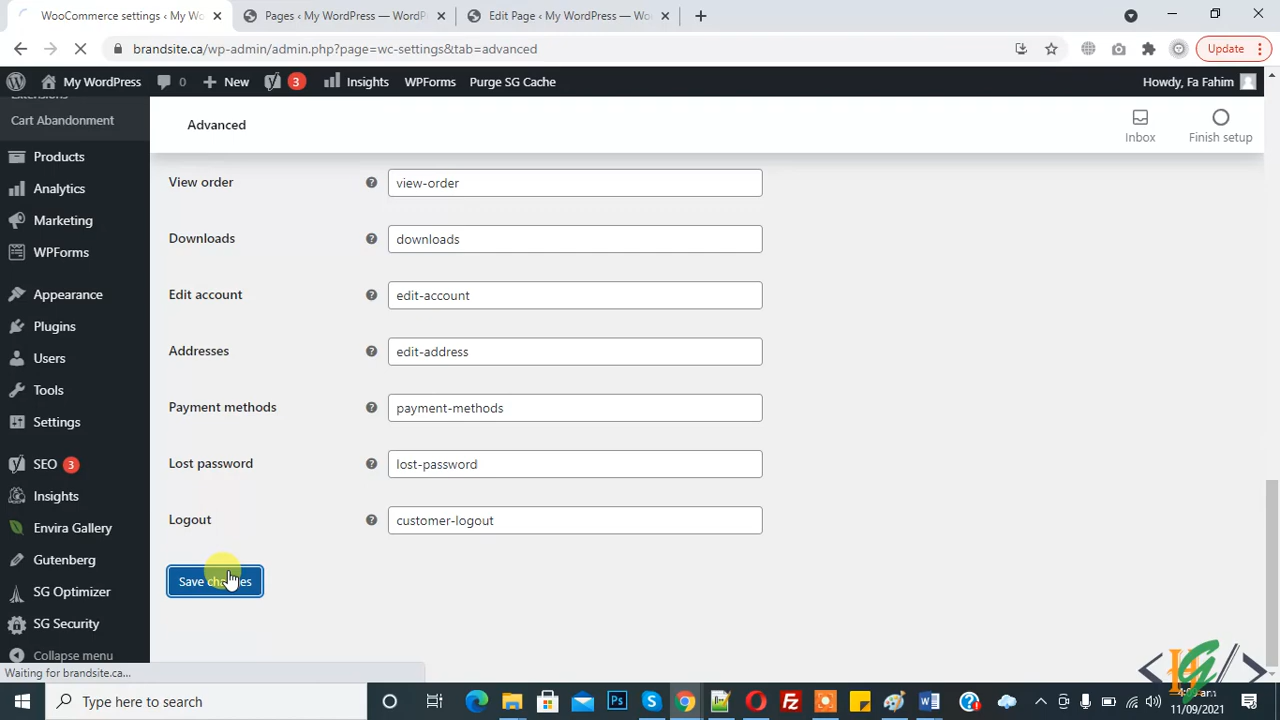 WooCommerce settings ‹ My Wo
Pages ‹ My WordPress — WordP
Edit Page ‹ My WordPress — Wo
brandsite.ca/wp-admin/admin.php?page=wc-settings&tab=advanced
Update
My WordPress
0
New
3
Insights
WPForms
Purge SG Cache
Howdy, Fa Fahim
Extensions
Cart Abandonment
Products
Analytics
Marketing
WPForms
Appearance
Plugins
Users
Tools
Settings
SEO 3
Insights
Envira Gallery
Gutenberg
SG Optimizer
SG Security
Collapse menu
Advanced
Inbox
Finish setup
View order
view-order
Downloads
downloads
Edit account
edit-account
Addresses
edit-address
Payment methods
payment-methods
Lost password
lost-password
Logout
customer-logout
Save changes
Waiting for brandsite.ca...
Type here to search
11/09/2021